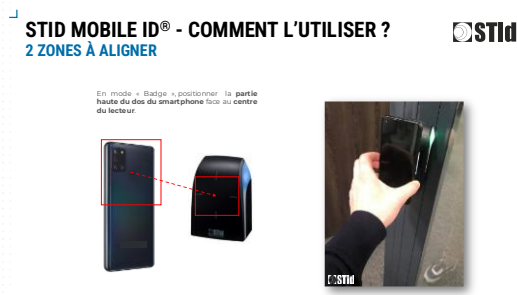 STID MOBILE ID® - COMMENT L'UTILISER ?
STid
2 ZONES À ALIGNER
En mode « Badge », positionner la partie
haute du dos du smartphone face au centre
du lecteur.
STid
STid